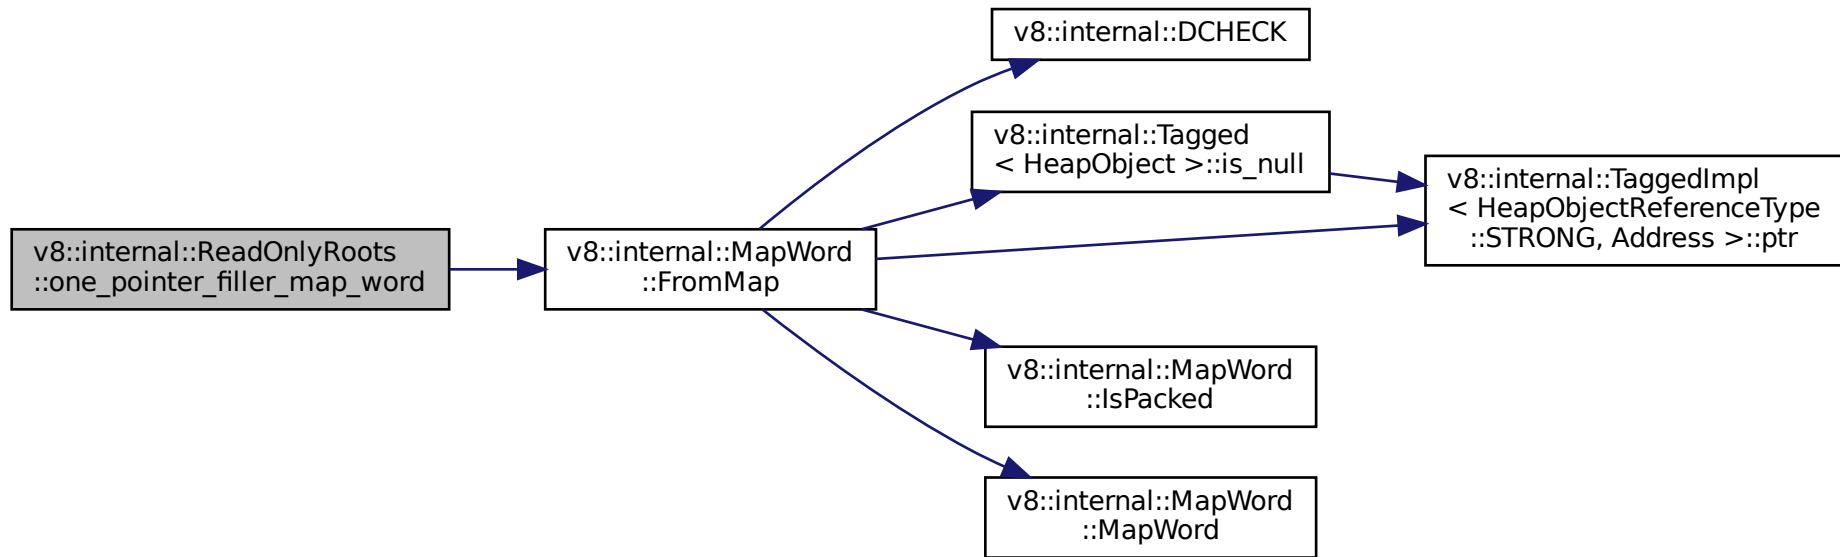 v8::internal::ReadOnlyRoots
::one_pointer_filler_map_word
v8::internal::MapWord
::FromMap
v8::internal::DCHECK
v8::internal::Tagged
< HeapObject >::is_null
v8::internal::TaggedImpl
< HeapObjectReferenceType
::STRONG, Address >::ptr
v8::internal::MapWord
::IsPacked
v8::internal::MapWord
::MapWord